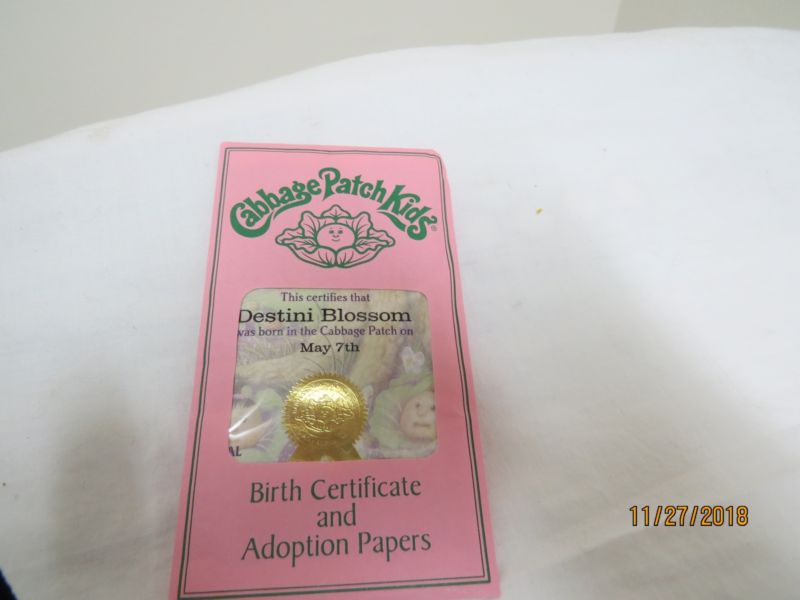 Cabbage Patch Kids®
This certifies that
Destini Blossom
was born in the Cabbage Patch on
May 7th
AL
Birth Certificate
and
Adoption Papers
11/27/2018